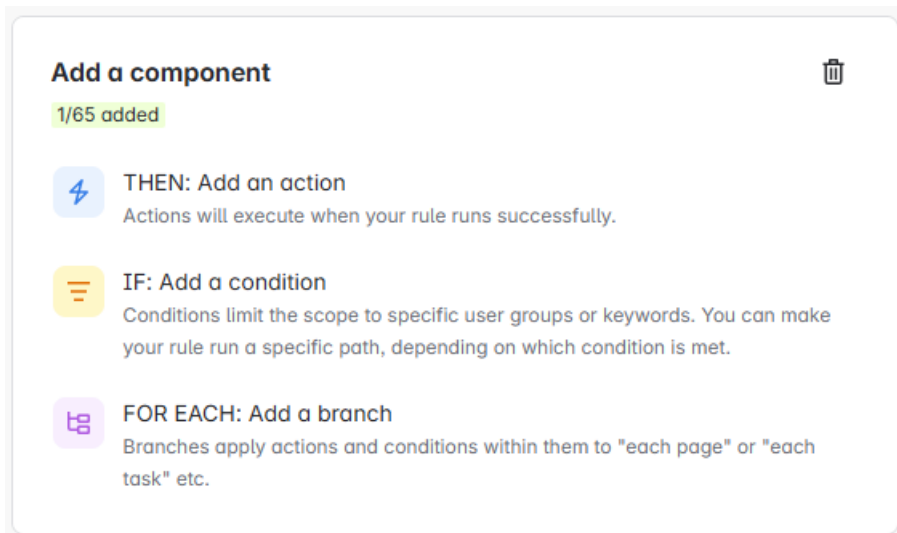 Add a component
1/65 added
THEN: Add an action
Actions will execute when your rule runs successfully.
IF: Add a condition
Conditions limit the scope to specific user groups or keywords. You can make
your rule run a specific path, depending on which condition is met.
FOR EACH: Add a branch
Branches apply actions and conditions within them to "each page" or "each
task" etc.